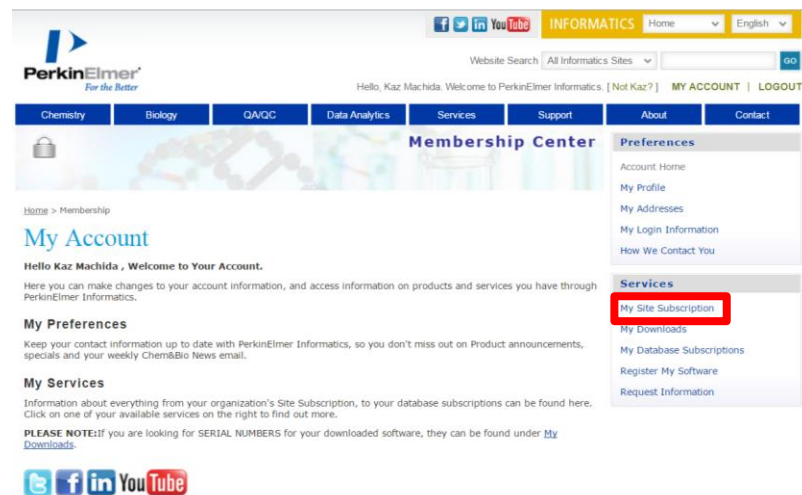 You Tube
INFORMATICS Home English
Website Search All Informatics Sites GO
PerkinElmer
For the Better
Hello, Kaz Machida. Welcome to PerkinElmer Informatics. [ Not Kaz? ] MY ACCOUNT | LOGOUT
Chemistry Biology QA/QC Data Analytics Services Support About Contact
Membership Center
Home > Membership
My Account
Hello Kaz Machida , Welcome to Your Account.
Here you can make changes to your account information, and access information on products and services you have through
PerkinElmer Informatics.
My Preferences
Keep your contact information up to date with PerkinElmer Informatics, so you don't miss out on Product announcements,
specials and your weekly Chem&Bio News email.
My Services
Information about everything from your organization's Site Subscription, to your database subscriptions can be found here.
Click on one of your available services on the right to find out more.
PLEASE NOTE:If you are looking for SERIAL NUMBERS for your downloaded software, they can be found under My
Downloads.
You Tube
Preferences
Account Home
My Profile
My Addresses
My Login Information
How We Contact You
Services
My Site Subscription
My Downloads
My Database Subscriptions
Register My Software
Request Information